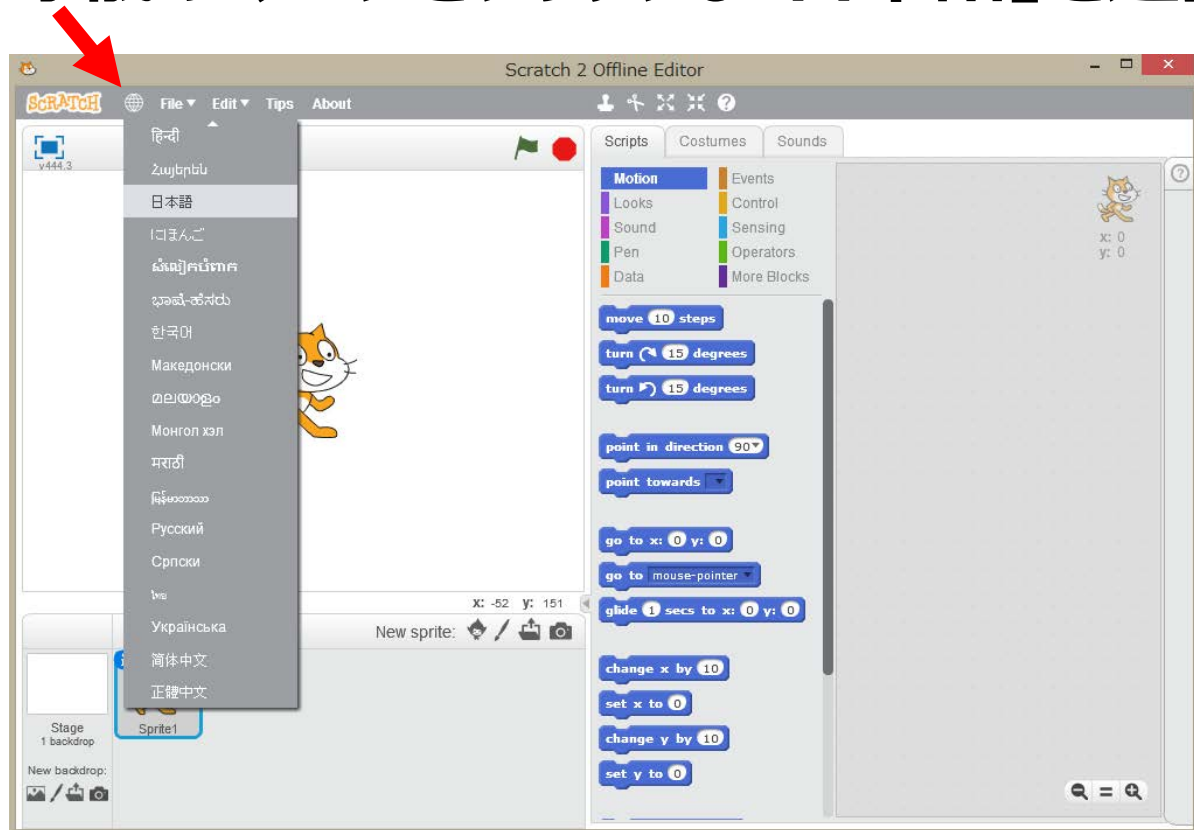 Scratch 2 Offline Editor
SCRATCH File Edit Tips About
v444.3
हिन्दी
Հայերեն
日本語
にほんご
ಭಾಷೆ-ಹೆಸರು
한국어
Македонски
മലയാളം
Монгол хэл
मराठी
Русский
Српски
ไทย
Українська
简体中文
正體中文
X: -52 y: 151
New sprite:
Stage
1 backdrop
New backdrop:
Sprite1
Scripts Costumes Sounds
Motion Events
Looks Control
Sound Sensing
Pen Operators
Data More Blocks
move 10 steps
turn 15 degrees
turn 15 degrees
point in direction 90
point towards
go to x: 0 y: 0
go to mouse-pointer
glide 1 secs to x: 0 y: 0
change x by 10
set x to 0
change y by 10
set y to 0
x: 0
y: 0